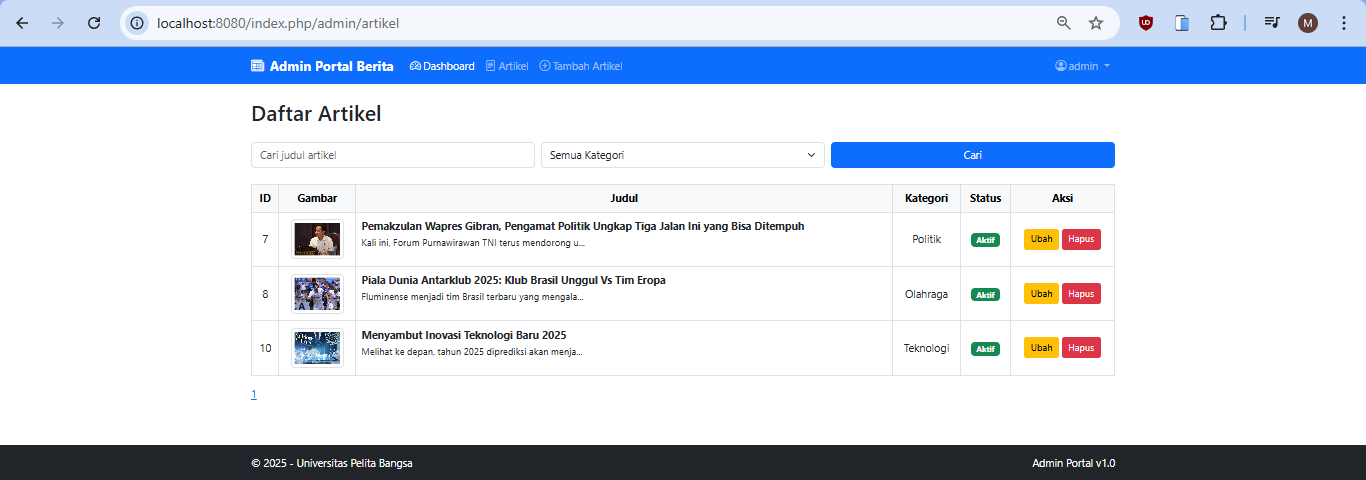 localhost:8080/index.php/admin/artikel
M
Admin Portal Berita Dashboard Artikel Tambah Artikel admin
Daftar Artikel
Cari judul artikel Semua Kategori Cari
ID Gambar Judul Kategori Status Aksi
7 Pemakzulan Wapres Gibran, Pengamat Politik Ungkap Tiga Jalan Ini yang Bisa Ditempuh Politik Aktif Ubah Hapus
Kali ini, Forum Purnawirawan TNI terus mendorong u...
8 Piala Dunia Antarklub 2025: Klub Brasil Unggul Vs Tim Eropa Olahraga Aktif Ubah Hapus
Fluminense menjadi tim Brasil terbaru yang mengala...
10 Menyambut Inovasi Teknologi Baru 2025 Teknologi Aktif Ubah Hapus
Melihat ke depan, tahun 2025 diprediksi akan menja...
1
© 2025 - Universitas Pelita Bangsa Admin Portal v1.0